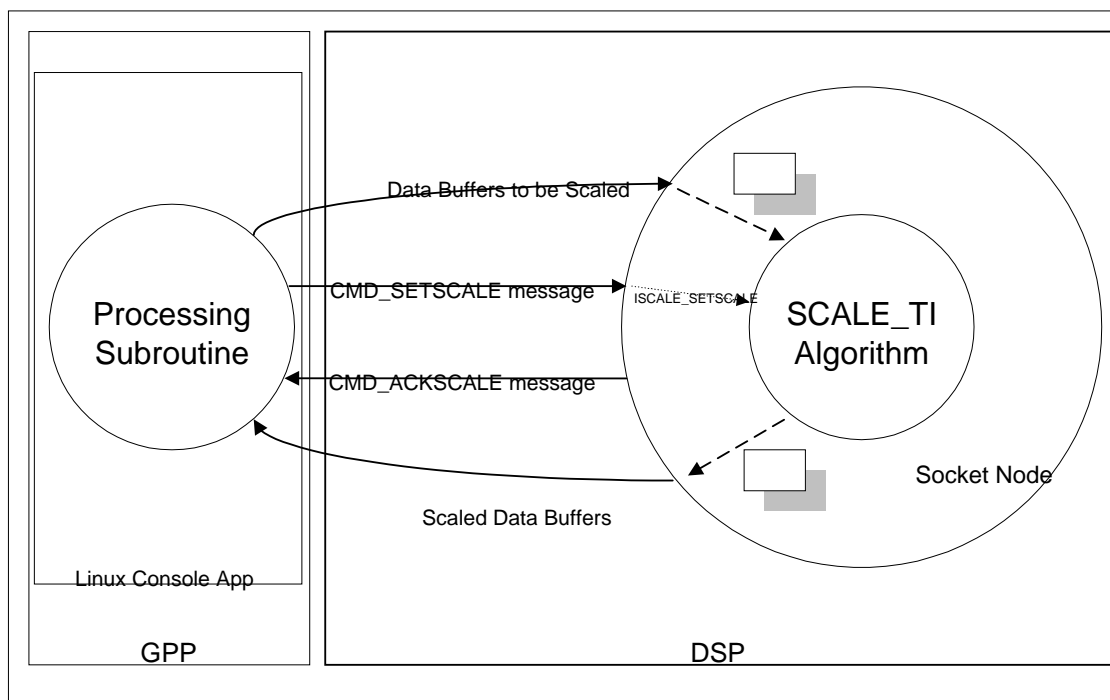 Data Buffers to be Scaled
CMD_SETSCALE message
ISCALE_SETSCALE
Processing
Subroutine
SCALE_TI
Algorithm
CMD_ACKSCALE message
Socket Node
Scaled Data Buffers
Linux Console App
GPP
DSP